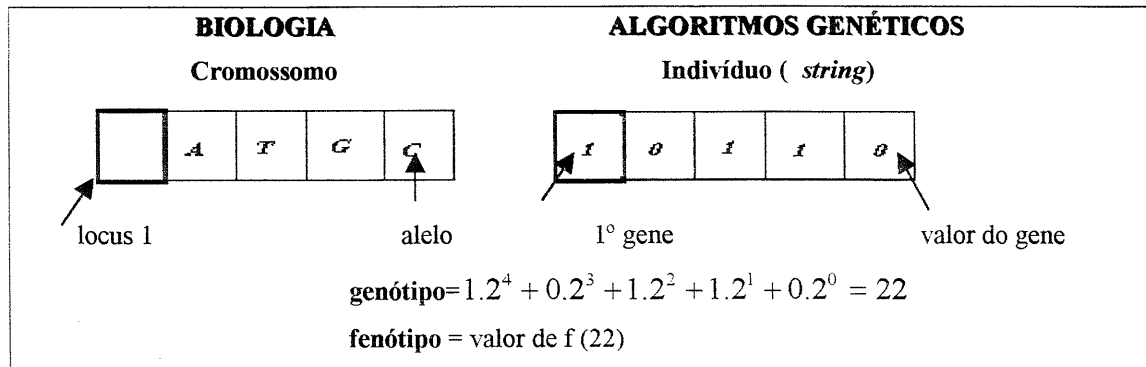 BIOLOGIA ALGORITMOS GENÉTICOS
Cromossomo Indivíduo ( string)
A T G C 1 0 1 1 0
locus 1 alelo 1º gene valor do gene
genótipo=1.2⁴ + 0.2³ + 1.2² + 1.2¹ + 0.2⁰ = 22
fenótipo = valor de f (22)